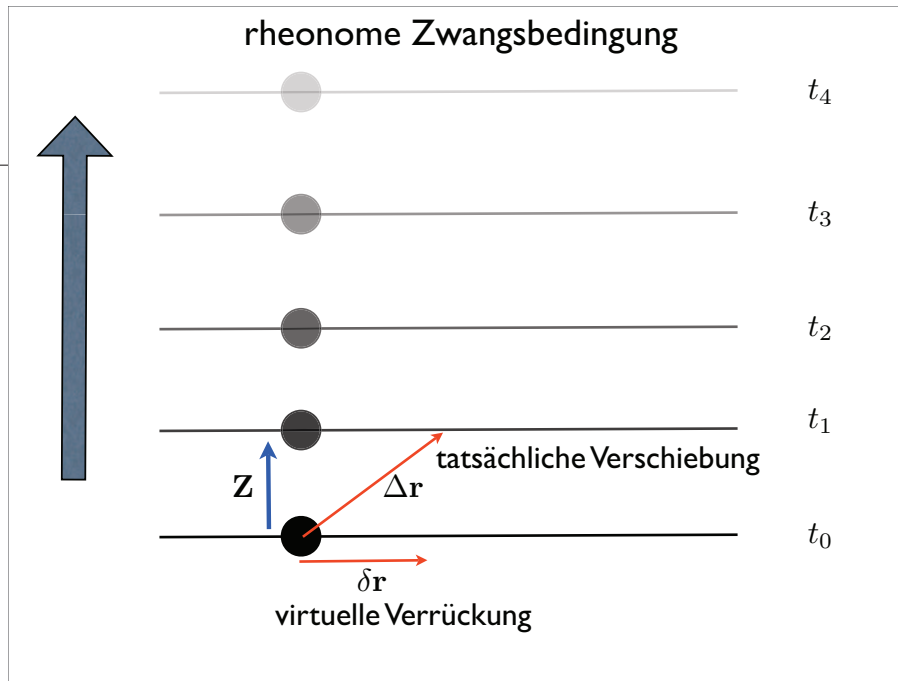 rheonome Zwangsbedingung
t₄
t₃
t₂
t₁
tatsächliche Verschiebung
Z
Δr
t₀
δr
virtuelle Verrückung